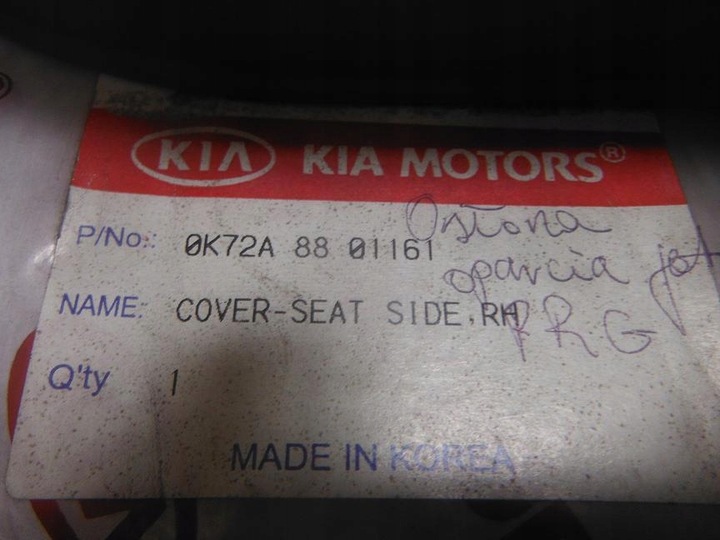 KIA KIA MOTORS®
P/No.: 0K72A 88 01161
Osłona
oparcia
NAME: COVER-SEAT SIDE,RH
PRG
Q'ty 1
MADE IN KOREA